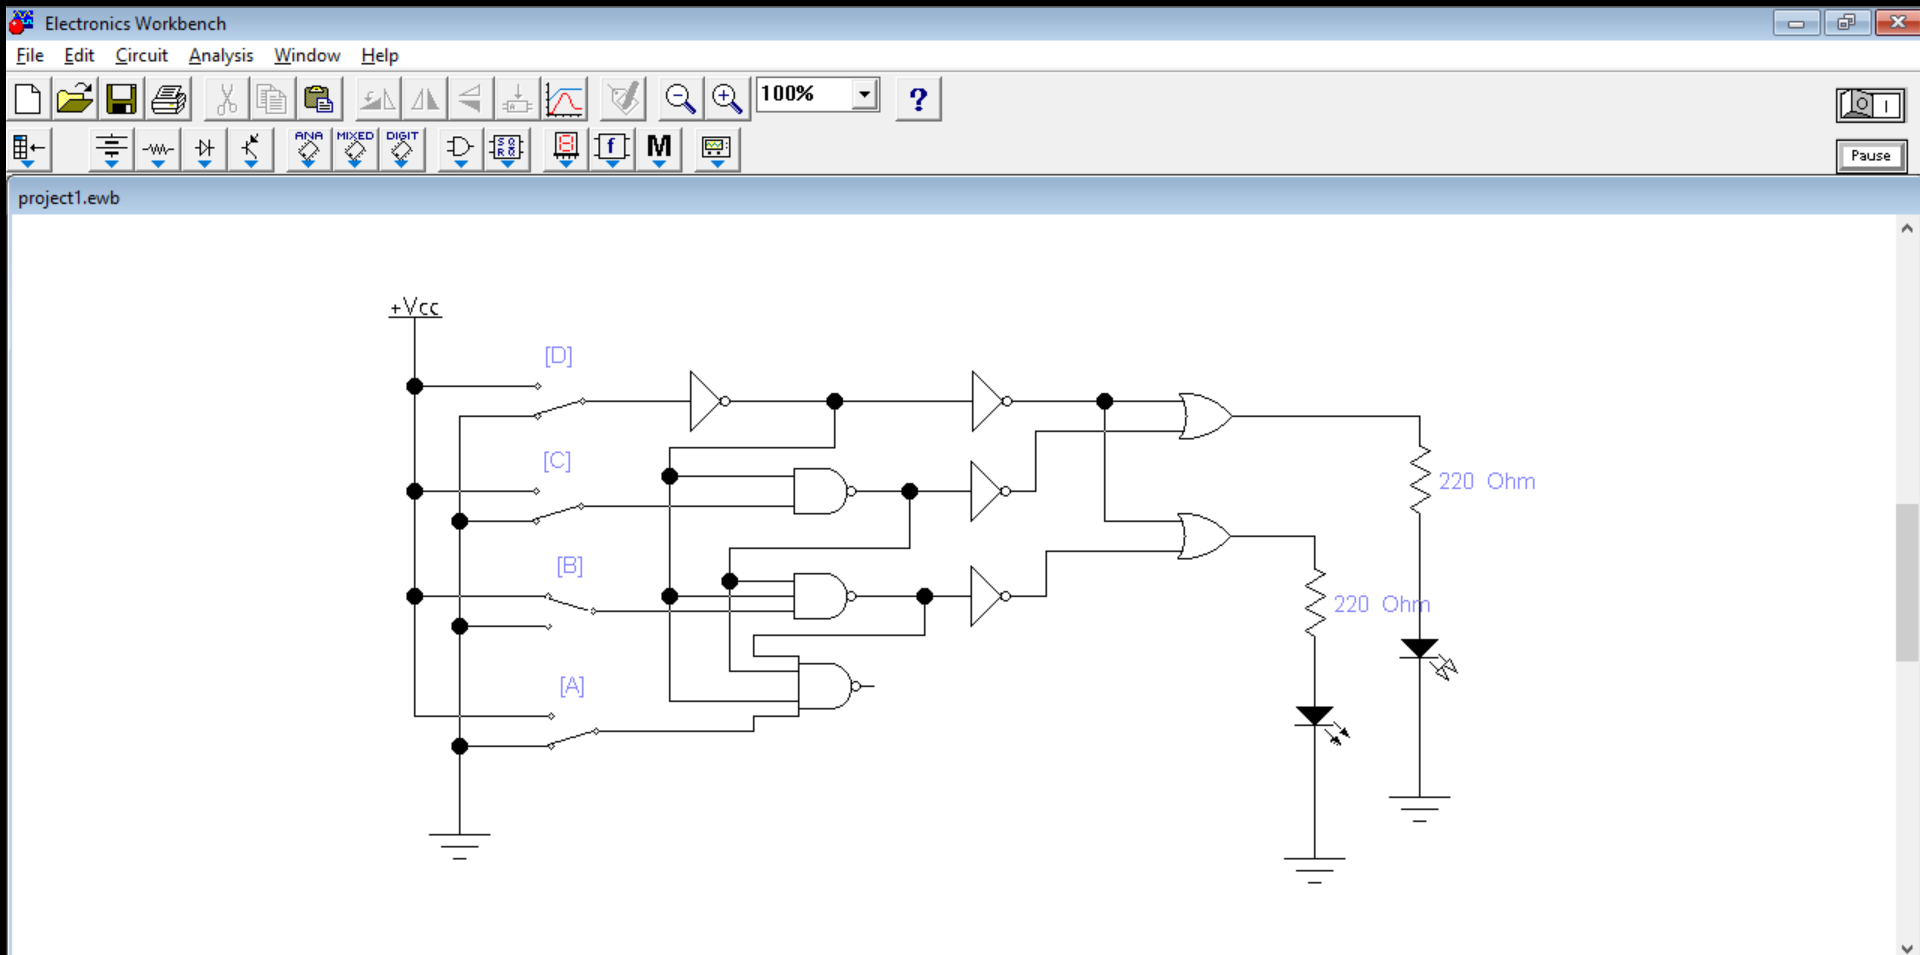 Electronics Workbench
File Edit Circuit Analysis Window Help
100%
?
ANA MIXED DIGIT
f M
Pause
project1.ewb
+Vcc
[D]
[C]
220 Ohm
[B]
220 Ohm
[A]